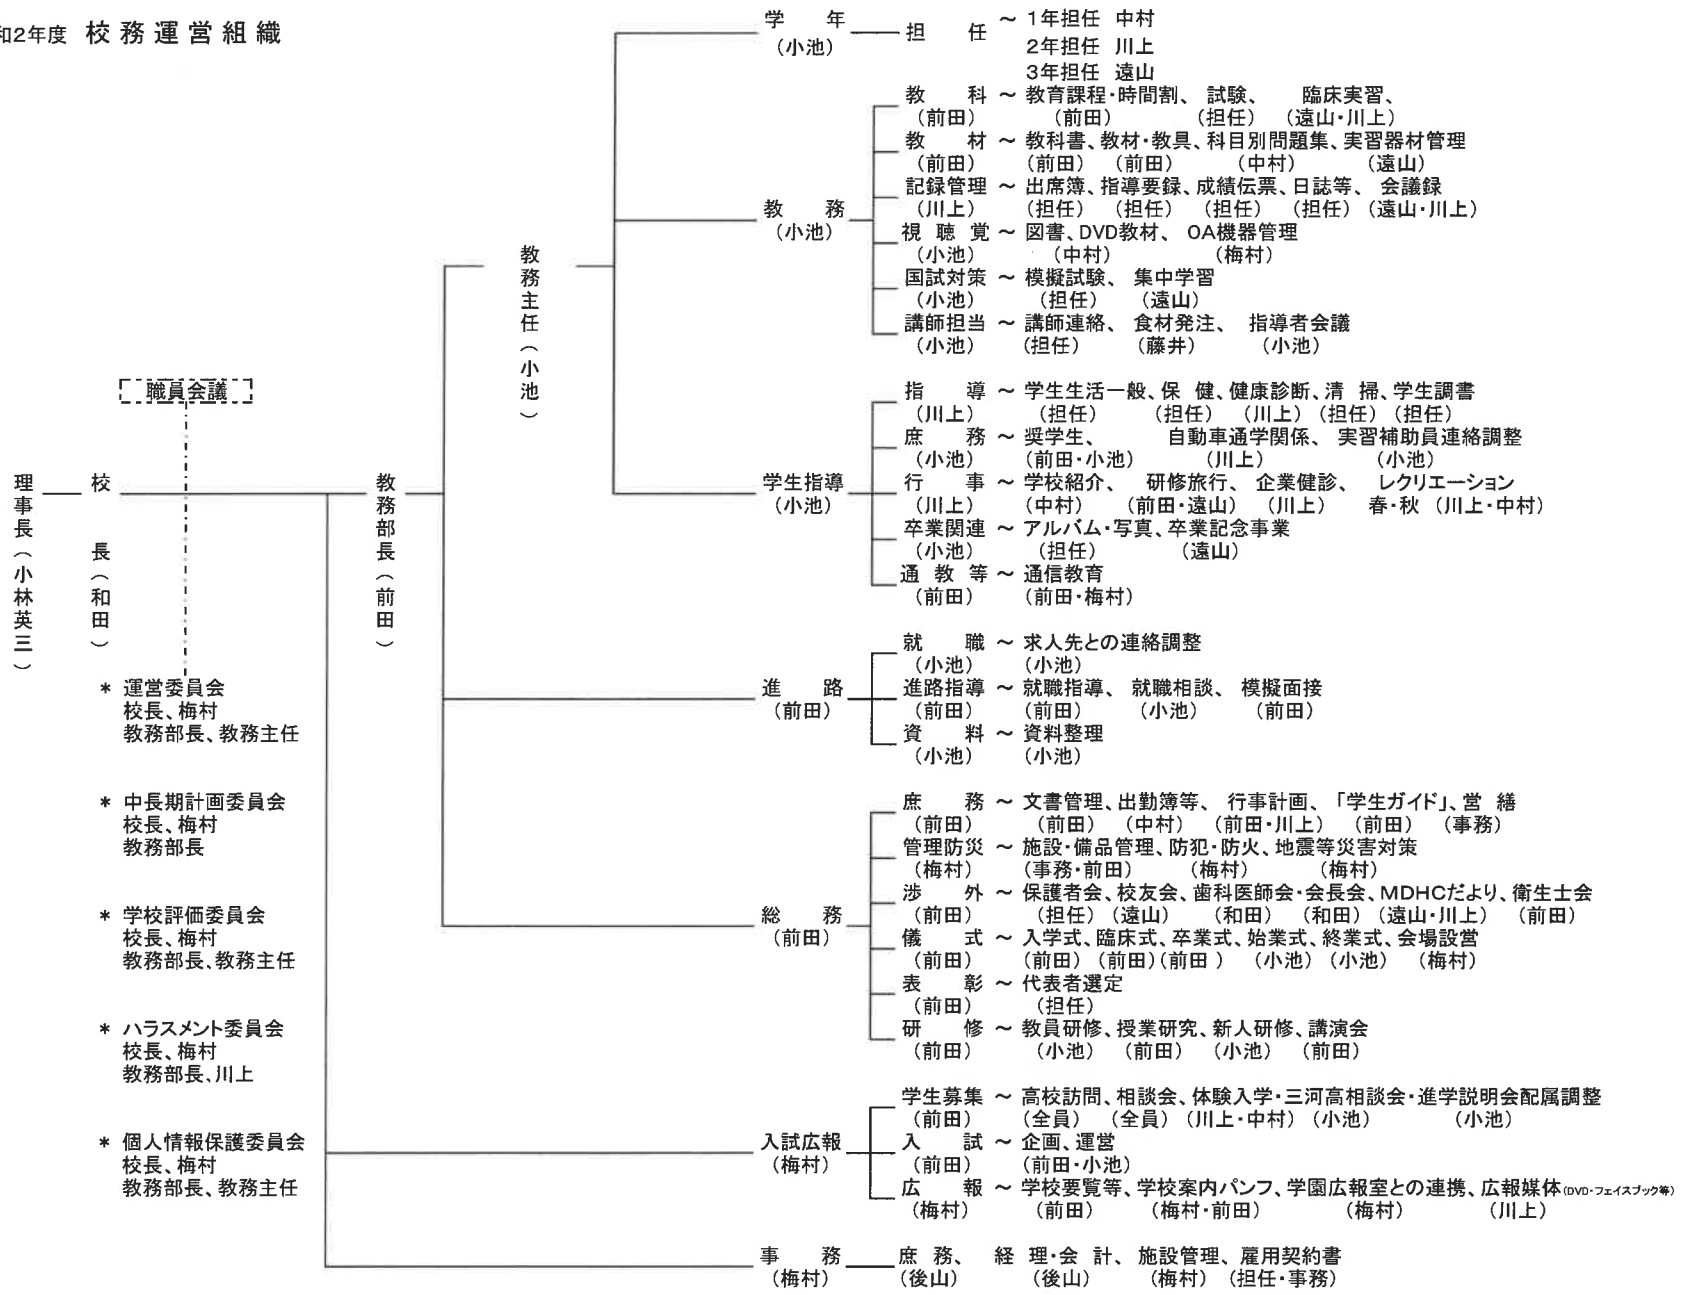 和2年度 校務運営組織
学　年 担　任 ～ 1年担任 中村
(小池)
2年担任 川上
3年担任 遠山
教　科 ～ 教育課程・時間割、 試験、 臨床実習、
(前田) (前田) (担任) (遠山・川上)
教　材 ～ 教科書、教材・教具、科目別問題集、実習器材管理
(前田) (前田) (前田) (中村) (遠山)
記録管理 ～ 出席簿、指導要録、成績伝票、日誌等、 会議録
(川上) (担任) (担任) (担任) (担任) (遠山・川上)
教　務
(小池)
視 聴 覚 ～ 図書、DVD教材、 OA機器管理
(小池) (中村) (梅村)
国試対策 ～ 模擬試験、 集中学習
(小池) (担任) (遠山)
講師担当 ～ 講師連絡、 食材発注、 指導者会議
(小池) (担任) (藤井) (小池)
教務主任(小池)
職員会議
指　導 ～ 学生生活一般、保 健、健康診断、清 掃、学生調書
(川上) (担任) (担任) (川上) (担任) (担任)
庶　務 ～ 奨学生、 自動車通学関係、 実習補助員連絡調整
(小池) (前田・小池) (川上) (小池)
学生指導
(小池)
行　事 ～ 学校紹介、 研修旅行、 企業健診、 レクリエーション
(川上) (中村) (前田・遠山) (川上) 春・秋 (川上・中村)
卒業関連 ～ アルバム・写真、卒業記念事業
(小池) (担任) (遠山)
通 教 等 ～ 通信教育
(前田) (前田・梅村)
理事長(小林英三)
校　長(和田)
教務部長(前田)
就　職 ～ 求人先との連絡調整
(小池) (小池)
進　路
(前田)
進路指導 ～ 就職指導、 就職相談、 模擬面接
(前田) (前田) (小池) (前田)
資　料 ～ 資料整理
(小池) (小池)
* 運営委員会
校長、梅村
教務部長、教務主任
* 中長期計画委員会
校長、梅村
教務部長
* 学校評価委員会
校長、梅村
教務部長、教務主任
* ハラスメント委員会
校長、梅村
教務部長、川上
* 個人情報保護委員会
校長、梅村
教務部長、教務主任
庶　務 ～ 文書管理、出勤簿等、 行事計画、 「学生ガイド」、営 繕
(前田) (前田) (中村) (前田・川上) (前田) (事務)
管理防災 ～ 施設・備品管理、防犯・防火、地震等災害対策
(梅村) (事務・前田) (梅村) (梅村)
渉　外 ～ 保護者会、校友会、歯科医師会・会長会、MDHCだより、衛生士会
(前田) (担任) (遠山) (和田) (和田) (遠山・川上) (前田)
総　務
(前田)
儀　式 ～ 入学式、臨床式、卒業式、始業式、終業式、会場設営
(前田) (前田) (前田)(前田 ) (小池) (小池) (梅村)
表　彰 ～ 代表者選定
(前田) (担任)
研　修 ～ 教員研修、授業研究、新人研修、講演会
(前田) (小池) (前田) (小池) (前田)
学生募集 ～ 高校訪問、相談会、体験入学・三河高相談会・進学説明会配属調整
(前田) (全員) (全員) (川上・中村) (小池) (小池)
入試広報
(梅村)
入　試 ～ 企画、運営
(前田) (前田・小池)
広　報 ～ 学校要覧等、学校案内パンフ、学園広報室との連携、広報媒体(DVD・フェイスブック等)
(梅村) (前田) (梅村・前田) (梅村) (川上)
事　務 庶 務、 経 理・会 計、 施設管理、雇用契約書
(梅村) (後山) (後山) (梅村) (担任・事務)